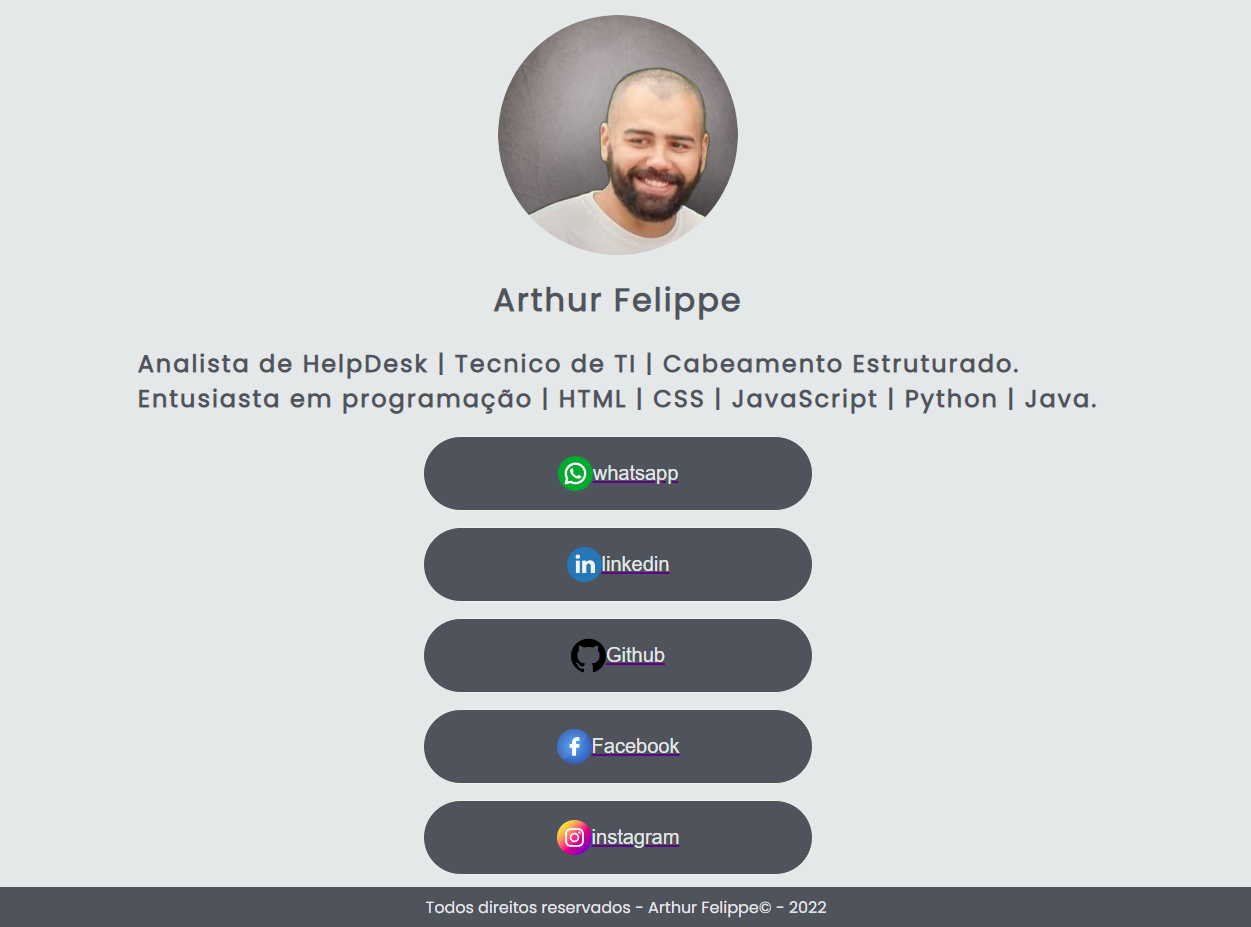 Arthur Felippe
Analista de HelpDesk | Tecnico de TI | Cabeamento Estruturado.
Entusiasta em programação | HTML | CSS | JavaScript | Python | Java.
whatsapp
linkedin
Github
Facebook
instagram
Todos direitos reservados - Arthur Felippe© - 2022